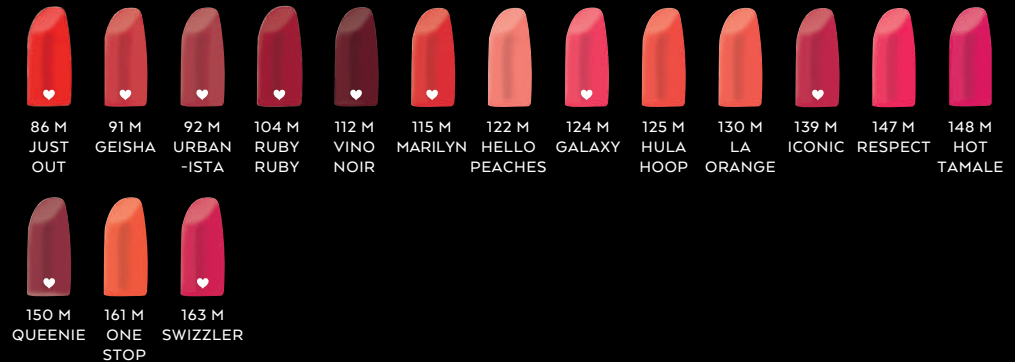 86 M
JUST
OUT
91 M
GEISHA
92 M
URBAN
-ISTA
104 M
RUBY
RUBY
112 M
VINO
NOIR
115 M
MARILYN
122 M
HELLO
PEACHES
124 M
GALAXY
125 M
HULA
HOOP
130 M
LA
ORANGE
139 M
ICONIC
147 M
RESPECT
148 M
HOT
TAMALE
150 M
QUEENIE
161 M
ONE
STOP
163 M
SWIZZLER